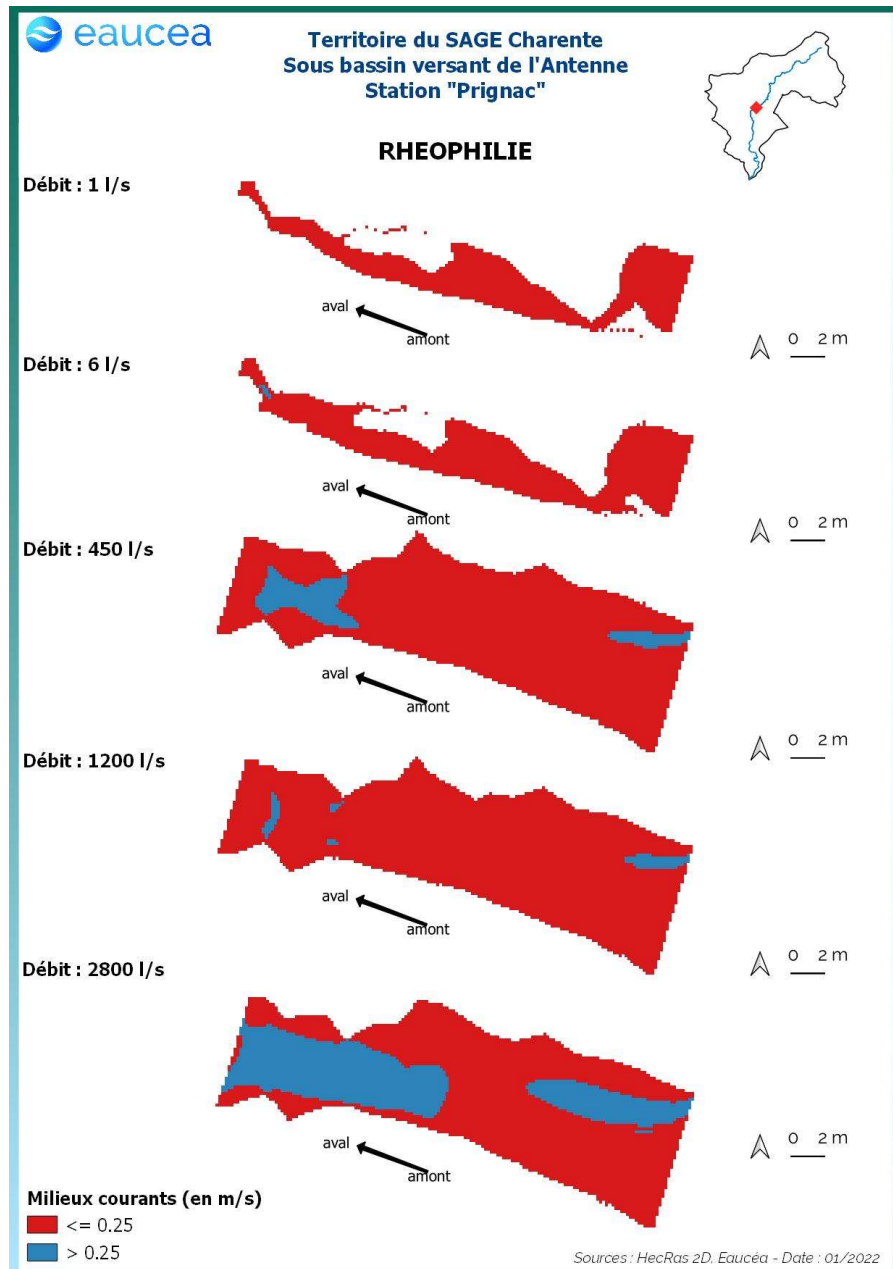 eaucea
Territoire du SAGE Charente
Sous bassin versant de l'Antenne
Station "Prignac"
RHEOPHILIE
Débit : 1 l/s
aval
amont
0 2 m
Débit : 6 l/s
aval
amont
0 2 m
Débit : 450 l/s
aval
amont
0 2 m
Débit : 1200 l/s
aval
amont
0 2 m
Débit : 2800 l/s
aval
amont
0 2 m
Milieux courants (en m/s)
<= 0.25
> 0.25
Sources : HecRas 2D, Eaucéa - Date : 01/2022